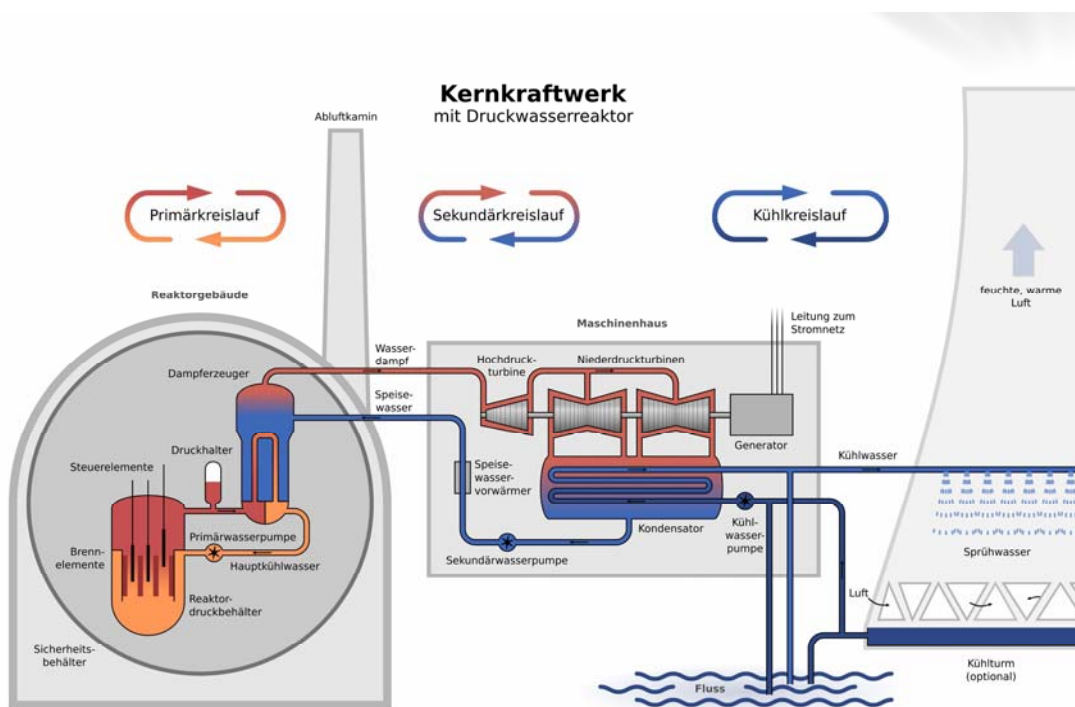 Kernkraftwerk
mit Druckwasserreaktor
Abluftkamin
Primärkreislauf
Sekundärkreislauf
Kühlkreislauf
feuchte, warme
Luft
Reaktorgebäude
Maschinenhaus
Leitung zum
Stromnetz
Wasser-
dampf
Hochdruck-
turbine
Niederdruckturbinen
Dampferzeuger
Speise-
wasser
Generator
Druckhalter
Steuerelemente
Speise-
wasser-
vorwärmer
Kühlwasser
Kondensator
Kühl-
wasser-
pumpe
Primärwasserpumpe
Sekundärwasserpumpe
Sprühwasser
Brenn-
elemente
Hauptkühlwasser
Reaktor-
druckbehälter
Luft
Sicherheits-
behälter
Kühlturm
(optional)
Fluss